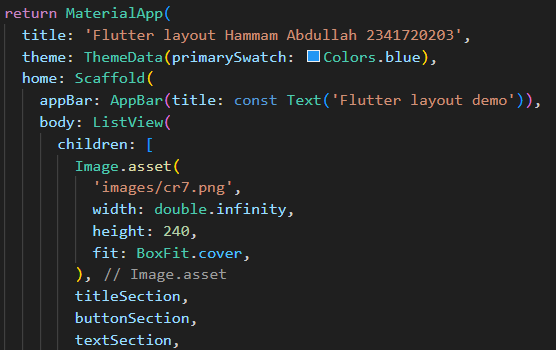 return MaterialApp(
title: 'Flutter layout Hammam Abdullah 2341720203',
theme: ThemeData(primarySwatch: Colors.blue),
home: Scaffold(
appBar: AppBar(title: const Text('Flutter layout demo')),
body: ListView(
children: [
Image.asset(
'images/cr7.png',
width: double.infinity,
height: 240,
fit: BoxFit.cover,
), // Image.asset
titleSection,
buttonSection,
textSection,